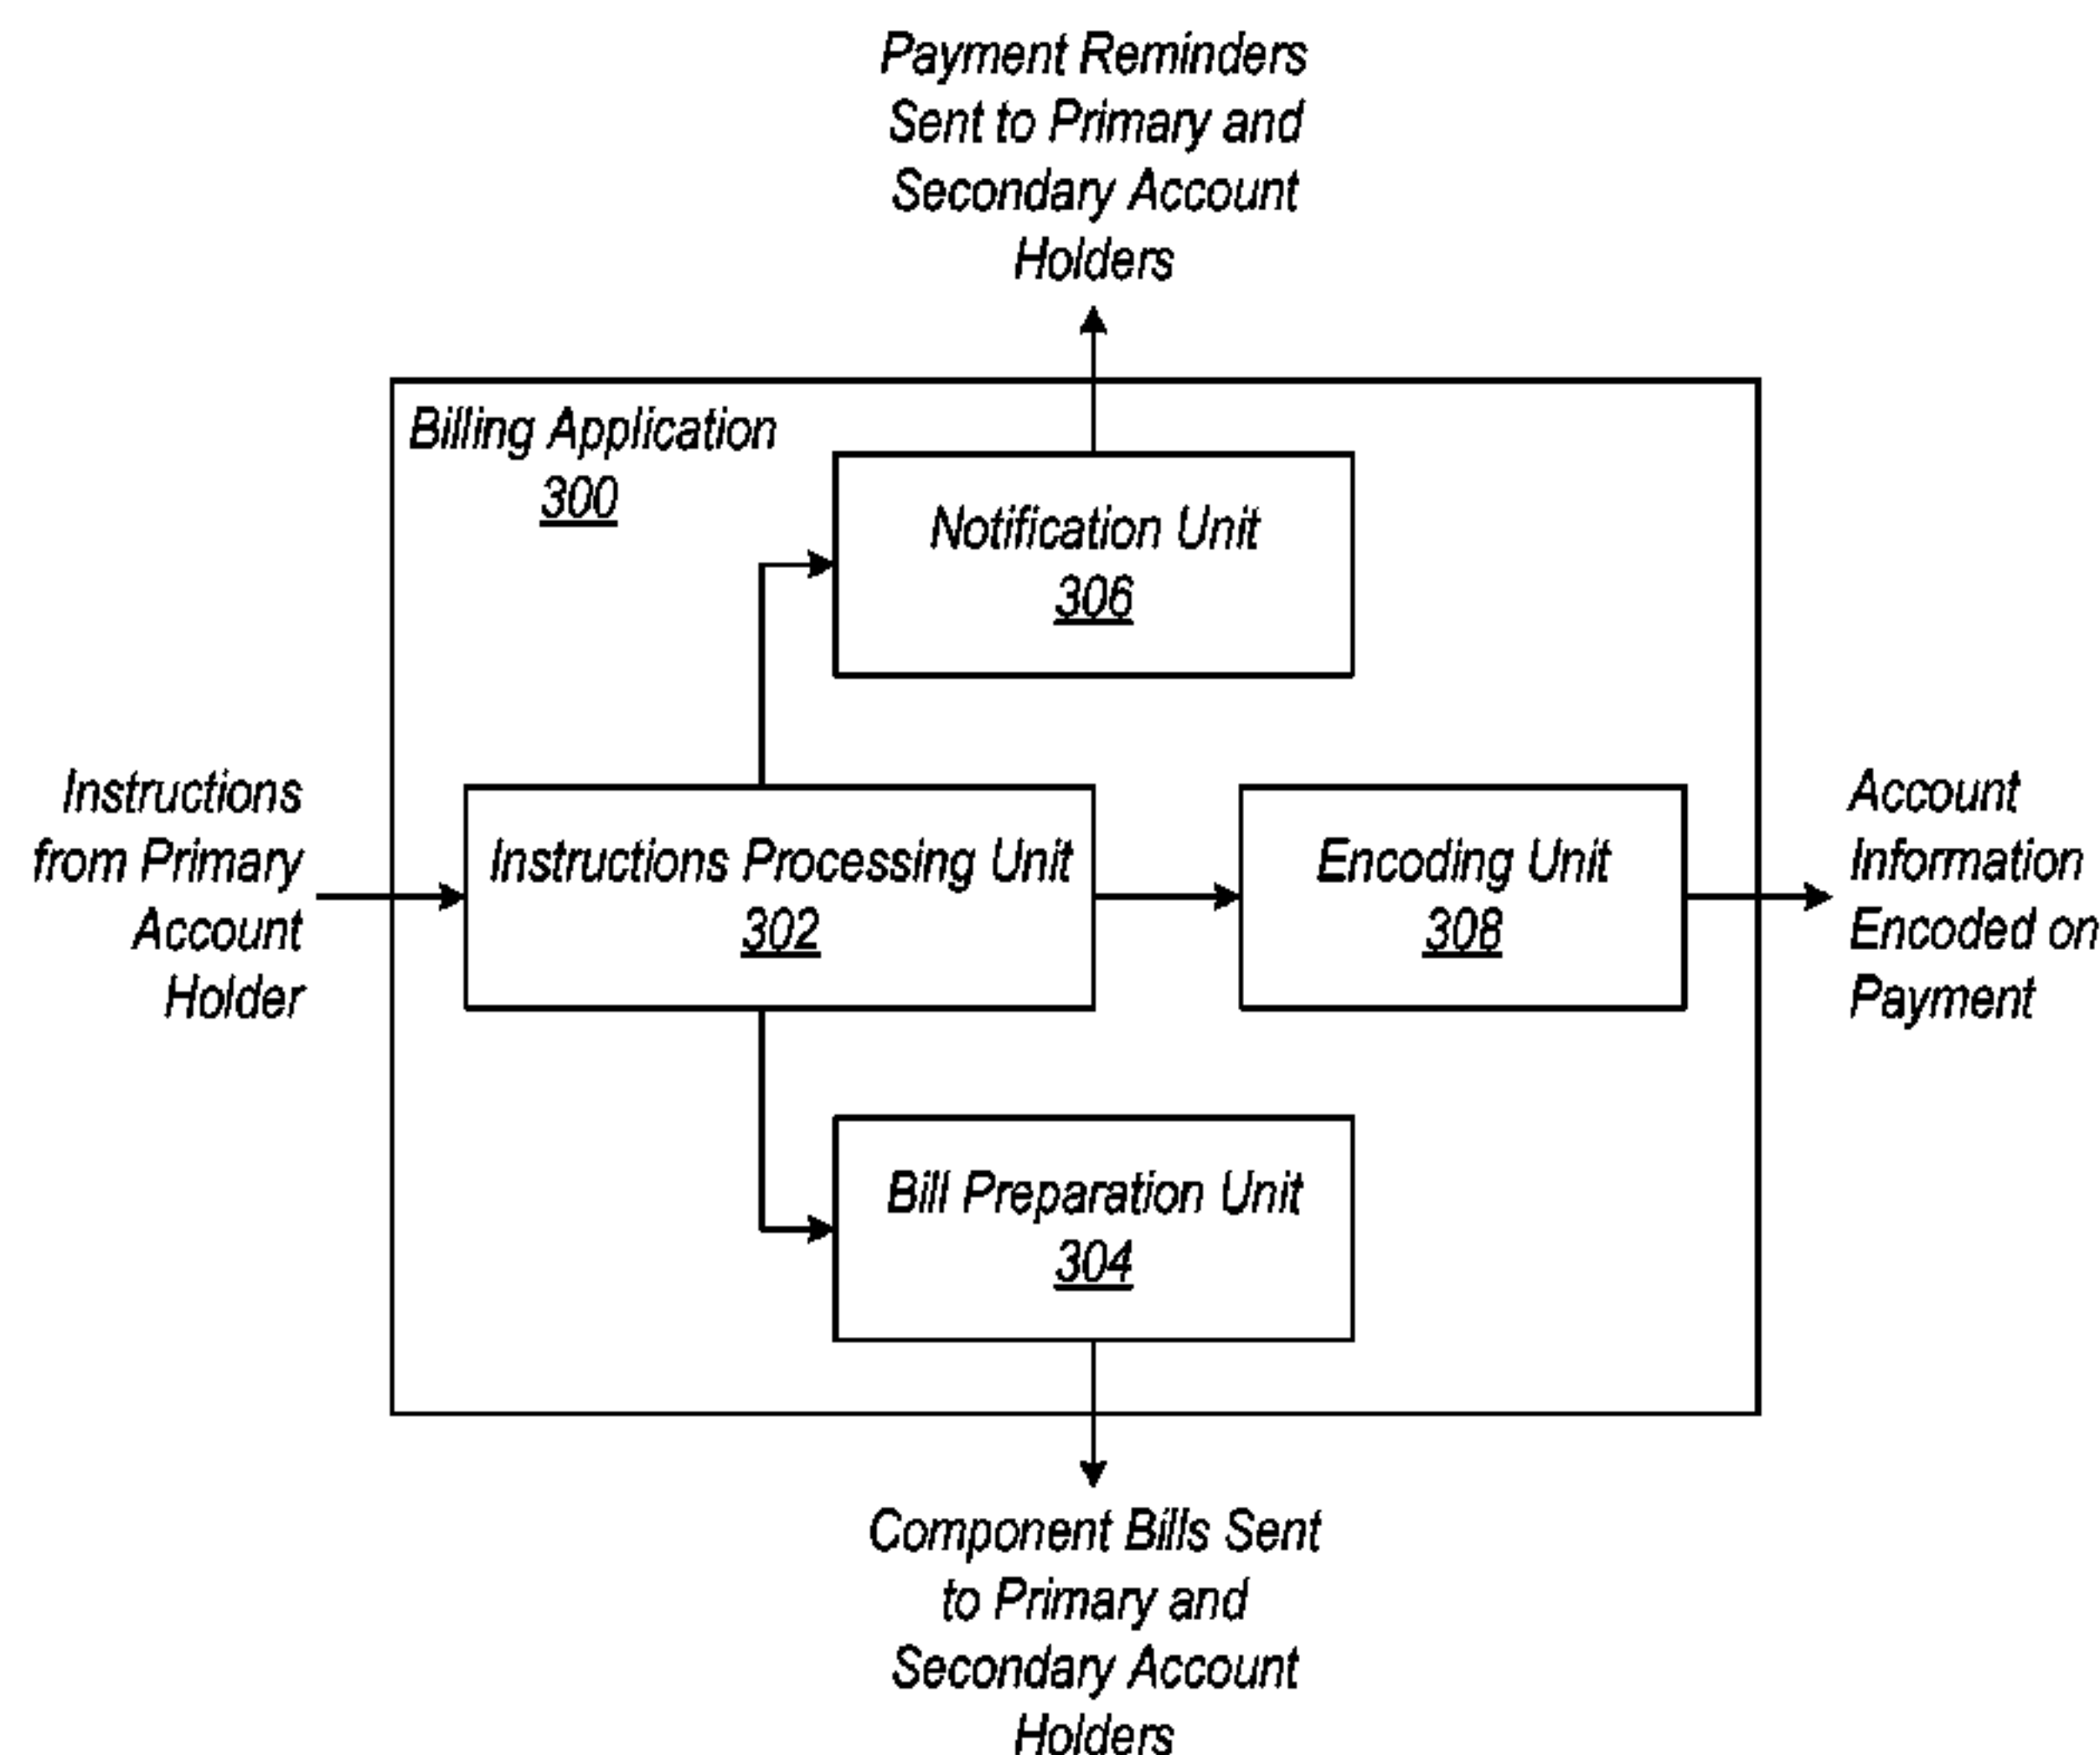 Payment Reminders
Sent to Primary and
Secondary Account
Holders
Billing Application
300
Notification Unit
306
Instructions
from Primary
Account
Holder
Instructions Processing Unit
302
Encoding Unit
308
Account
Information
Encoded on
Payment
Bill Preparation Unit
304
Component Bills Sent
to Primary and
Secondary Account
Holders